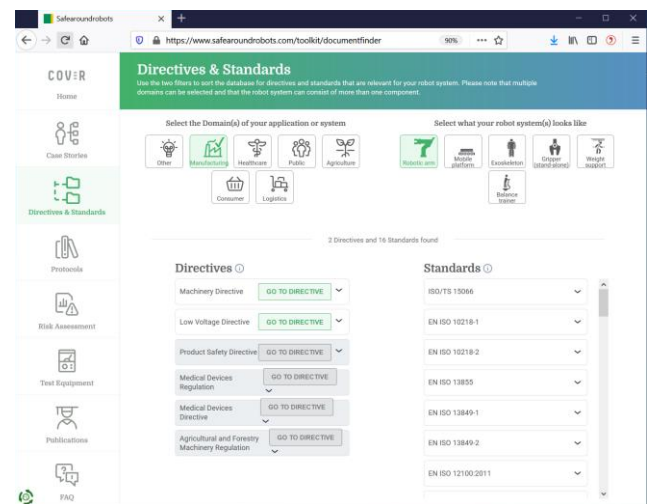 Safearoundrobots
https://www.safearoundrobots.com/toolkit/documentfinder
90%
COVER
Home
Case Stories
Directives & Standards
Protocols
Risk Assessment
Test Equipment
Publications
FAQ
Directives & Standards
Use the two filters to sort the database for directives and standards that are relevant for your robot system. Please note that multiple
domains can be selected and that the robot system can consist of more than one component.
Select the Domain(s) of your application or system
Other
Manufacturing
Healthcare
Public
Agriculture
Consumer
Logistics
Select what your robot system(s) looks like
Robotic arm
Mobile
platform
Exoskeleton
Gripper
(stand-alone)
Weight
support
Balance
trainer
2 Directives and 16 Standards found
Directives
Machinery Directive GO TO DIRECTIVE
Low Voltage Directive GO TO DIRECTIVE
Product Safety Directive GO TO DIRECTIVE
Medical Devices
Regulation GO TO DIRECTIVE
Medical Devices
Directive GO TO DIRECTIVE
Agricultural and Forestry
Machinery Regulation GO TO DIRECTIVE
Standards
ISO/TS 15066
EN ISO 10218-1
EN ISO 10218-2
EN ISO 13855
EN ISO 13849-1
EN ISO 13849-2
EN ISO 12100:2011